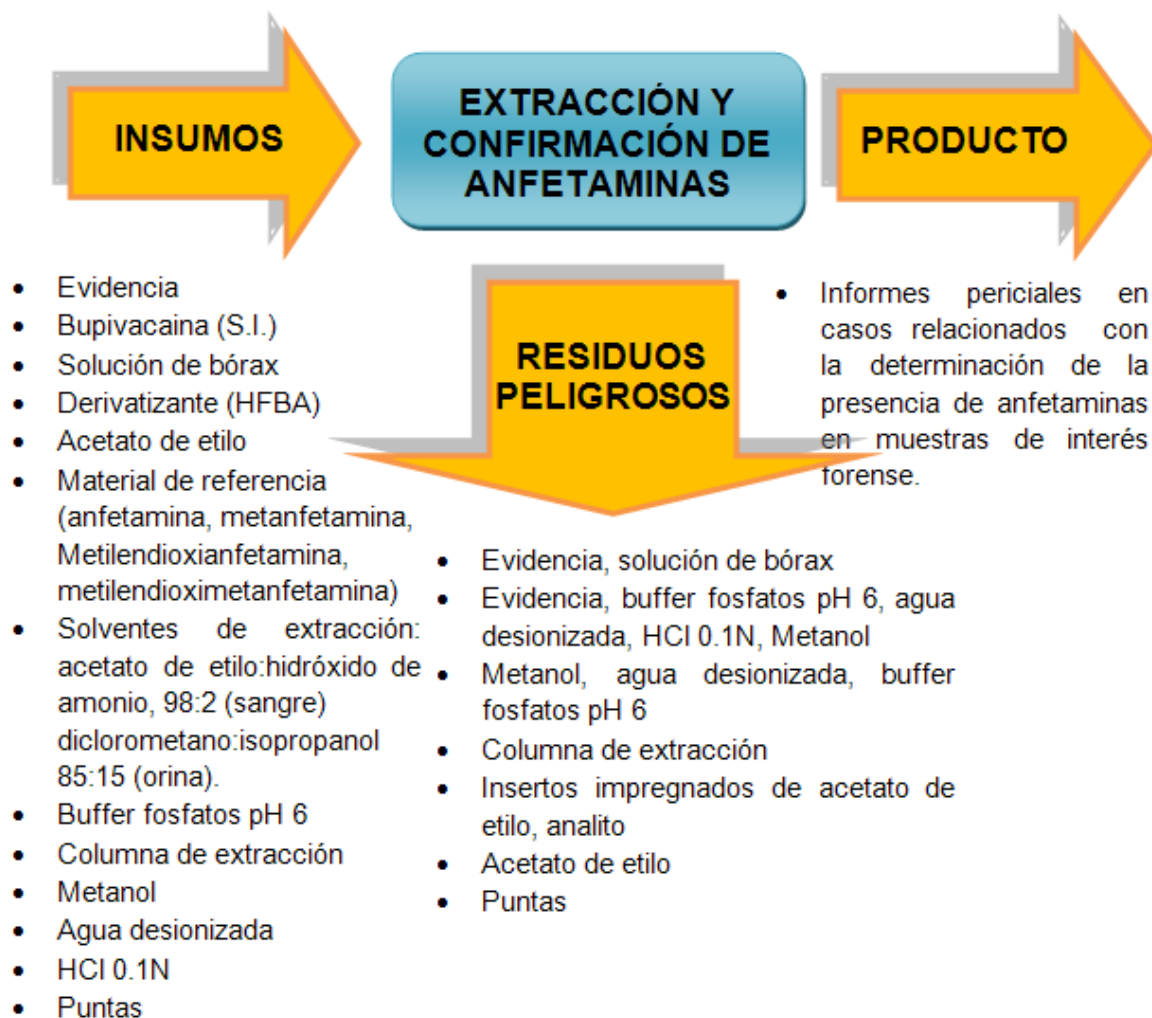 INSUMOS
EXTRACCIÓN Y
CONFIRMACIÓN DE
ANFETAMINAS
PRODUCTO
• Evidencia
• Bupivacaina (S.I.)
• Solución de bórax
• Derivatizante (HFBA)
• Acetato de etilo
• Material de referencia
(anfetamina, metanfetamina,
Metilendioxianfetamina,
metilendioximetanfetamina)
• Solventes de extracción:
acetato de etilo:hidróxido de
amonio, 98:2 (sangre)
diclorometano:isopropanol
85:15 (orina).
• Buffer fosfatos pH 6
• Columna de extracción
• Metanol
• Agua desionizada
• HCl 0.1N
• Puntas
RESIDUOS
PELIGROSOS
• Evidencia, solución de bórax
• Evidencia, buffer fosfatos pH 6, agua
desionizada, HCl 0.1N, Metanol
• Metanol, agua desionizada, buffer
fosfatos pH 6
• Columna de extracción
• Insertos impregnados de acetato de
etilo, analito
• Acetato de etilo
• Puntas
• Informes periciales en
casos relacionados con
la determinación de la
presencia de anfetaminas
en muestras de interés
forense.